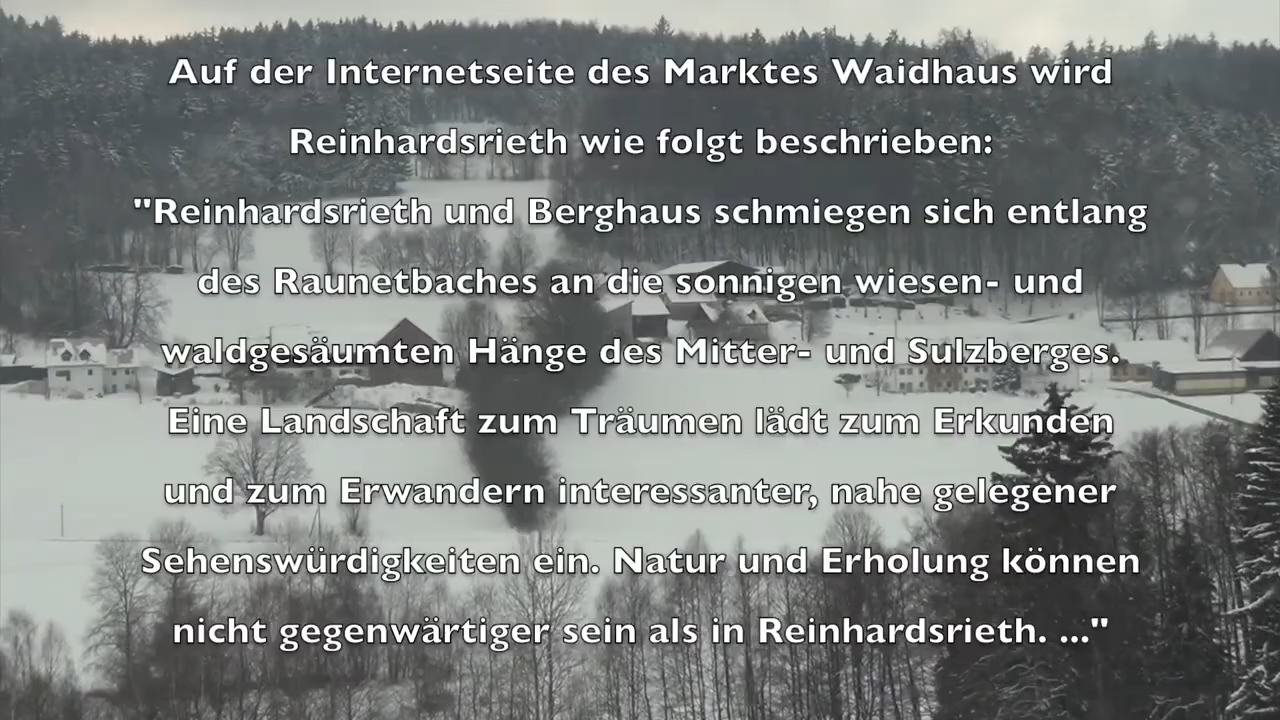 Auf der Internetseite des Marktes Waidhaus wird
Reinhardsrieth wie folgt beschrieben:
"Reinhardsrieth und Berghaus schmiegen sich entlang
des Raunetbaches an die sonnigen wiesen- und
waldgesäumten Hänge des Mitter- und Sulzberges.
Eine Landschaft zum Träumen lädt zum Erkunden
und zum Erwandern interessanter, nahe gelegener
Sehenswürdigkeiten ein. Natur und Erholung können
nicht gegenwärtiger sein als in Reinhardsrieth. ..."